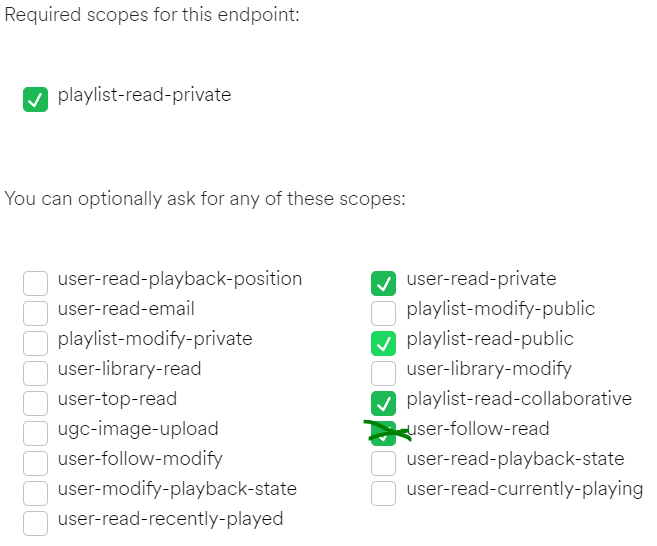 Required scopes for this endpoint:
playlist-read-private
You can optionally ask for any of these scopes:
user-read-playback-position
user-read-email
playlist-modify-private
user-library-read
user-top-read
ugc-image-upload
user-follow-modify
user-modify-playback-state
user-read-recently-played
user-read-private
playlist-modify-public
playlist-read-public
user-library-modify
playlist-read-collaborative
user-follow-read
user-read-playback-state
user-read-currently-playing